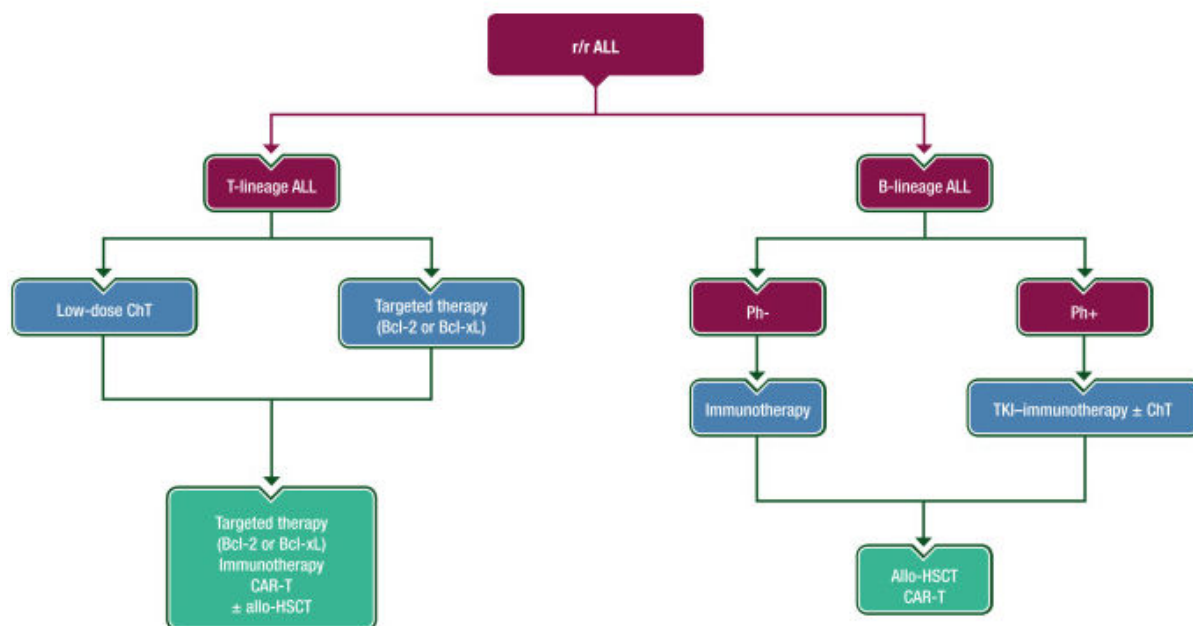 r/r ALL
T-lineage ALL
B-lineage ALL
Low-dose ChT
Targeted therapy
(Bcl-2 or Bcl-xL)
Ph-
Ph+
Immunotherapy
TKI–immunotherapy ± ChT
Targeted therapy
(Bcl-2 or Bcl-xL)
Immunotherapy
CAR-T
± allo-HSCT
Allo-HSCT
CAR-T